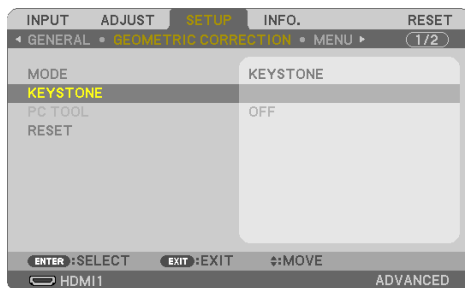 INPUT ADJUST SETUP INFO. RESET
◂ GENERAL • GEOMETRIC CORRECTION • MENU ▸ (1/2)
MODE KEYSTONE
KEYSTONE
PC TOOL OFF
RESET
ENTER :SELECT EXIT :EXIT :MOVE
HDMI1 ADVANCED